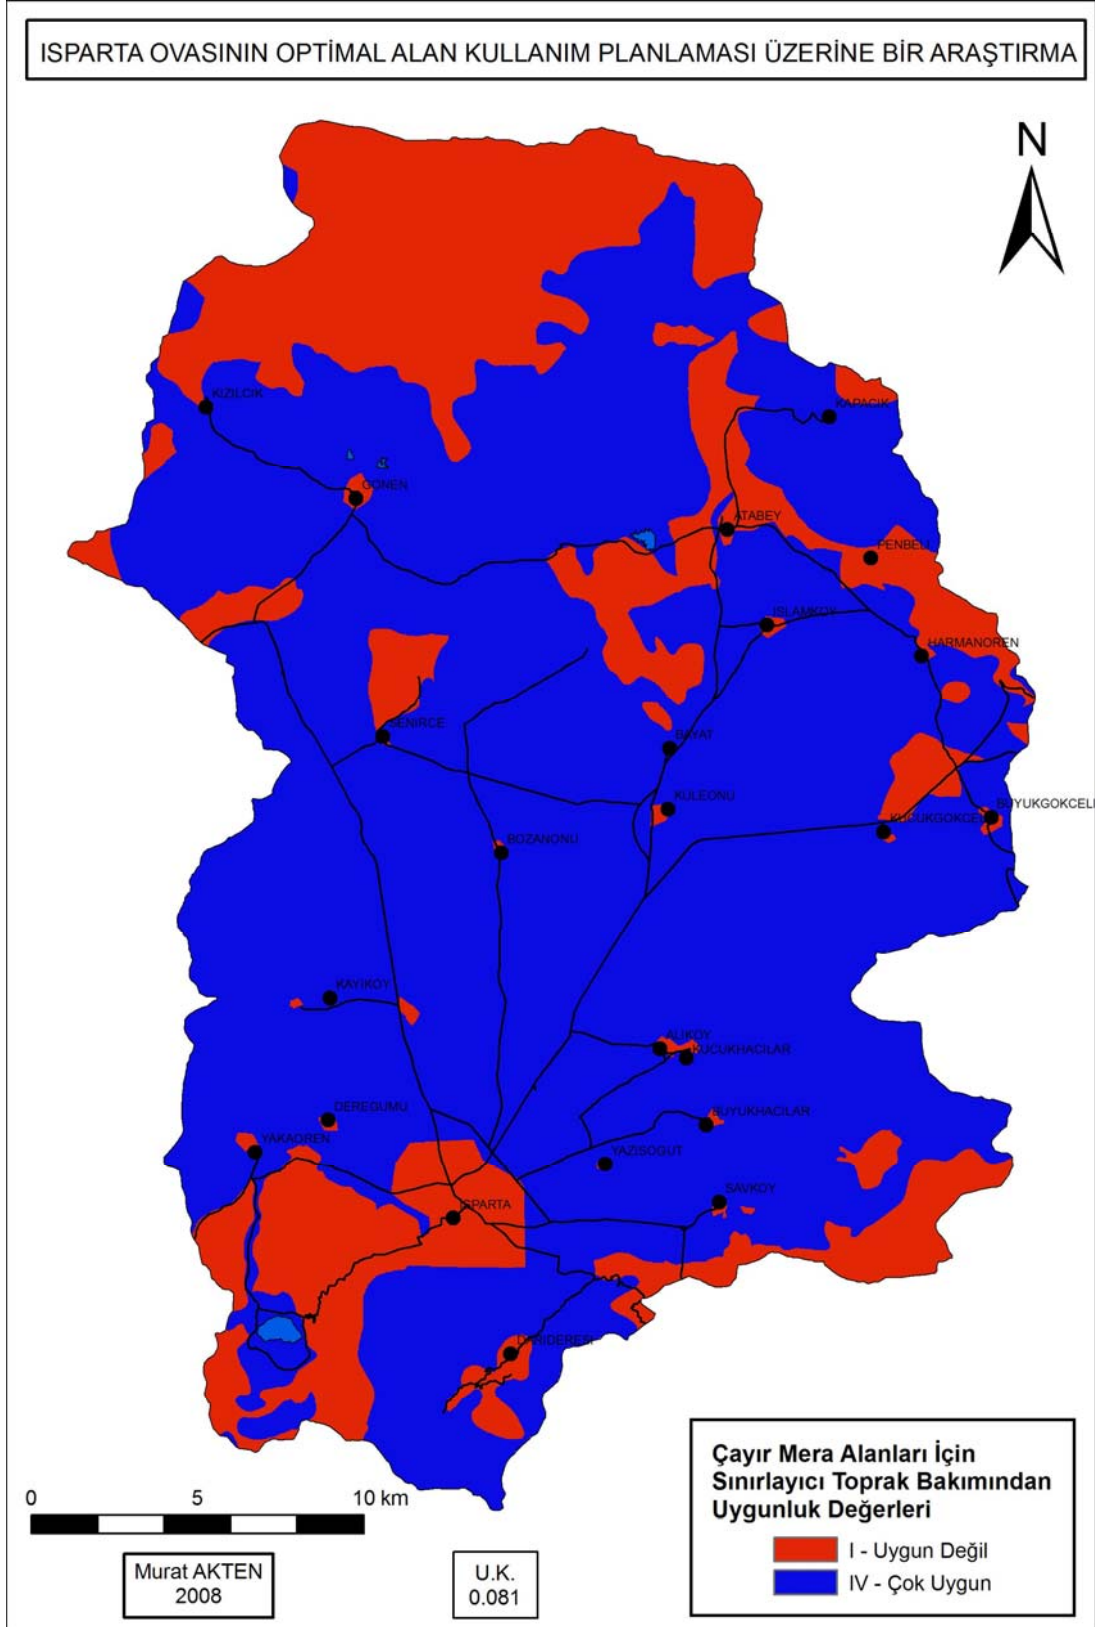 ISPARTA OVASININ OPTİMAL ALAN KULLANIM PLANLAMASI ÜZERİNE BİR ARAŞTIRMA
N
KIZILCIK
KAPACIK
GONEN
ATABEY
PENBELI
ISLAMKOY
HARMANOREN
SENIRCE
BAYAT
KULEONU
BUYUKGOKCELI
KUCUKGOKCELI
BOZANONU
KAYIKOY
ALIKOY
KUCUKHACILAR
DEREGUMU
BUYUKHACILAR
YAKAOREN
YAZISOGUT
SAVKOY
ISPARTA
DARIDERESI
Çayır Mera Alanları İçin
Sınırlayıcı Toprak Bakımından
Uygunluk Değerleri
I - Uygun Değil
IV - Çok Uygun
0 5 10 km
Murat AKTEN
2008
U.K.
0.081